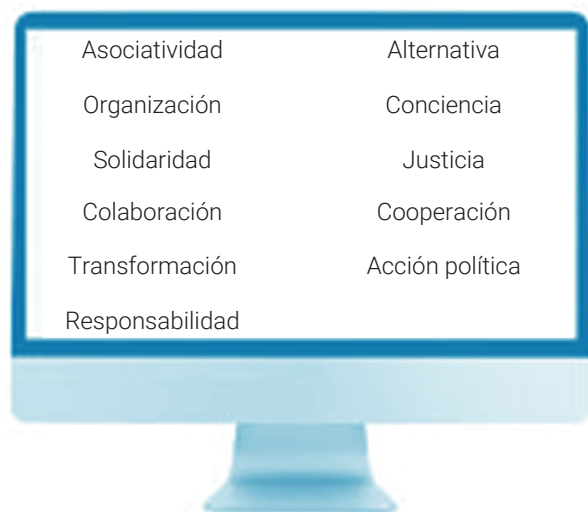 Asociatividad
Organización
Solidaridad
Colaboración
Transformación
Responsabilidad
Alternativa
Conciencia
Justicia
Cooperación
Acción política